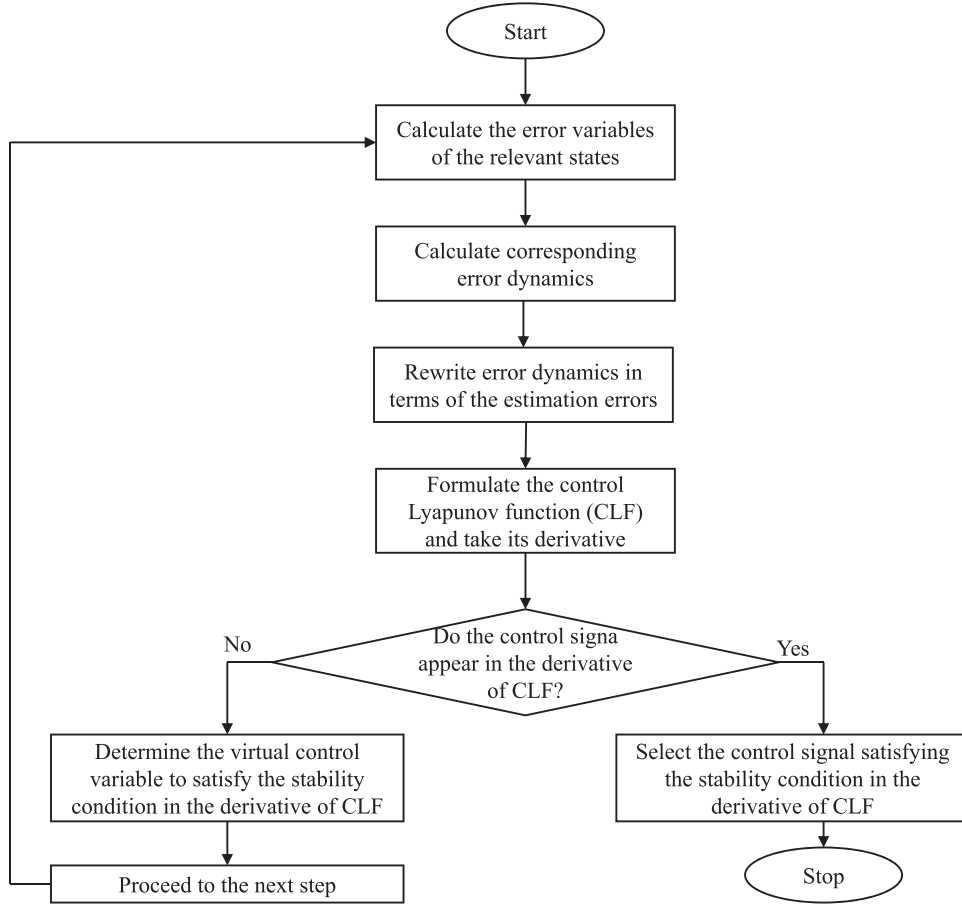 Start
Calculate the error variables
of the relevant states
Calculate corresponding
error dynamics
Rewrite error dynamics in
terms of the estimation errors
Formulate the control
Lyapunov function (CLF)
and take its derivative
Do the control signa
appear in the derivative
of CLF?
No
Yes
Determine the virtual control
variable to satisfy the stability
condition in the derivative of CLF
Select the control signal satisfying
the stability condition in the
derivative of CLF
Proceed to the next step
Stop